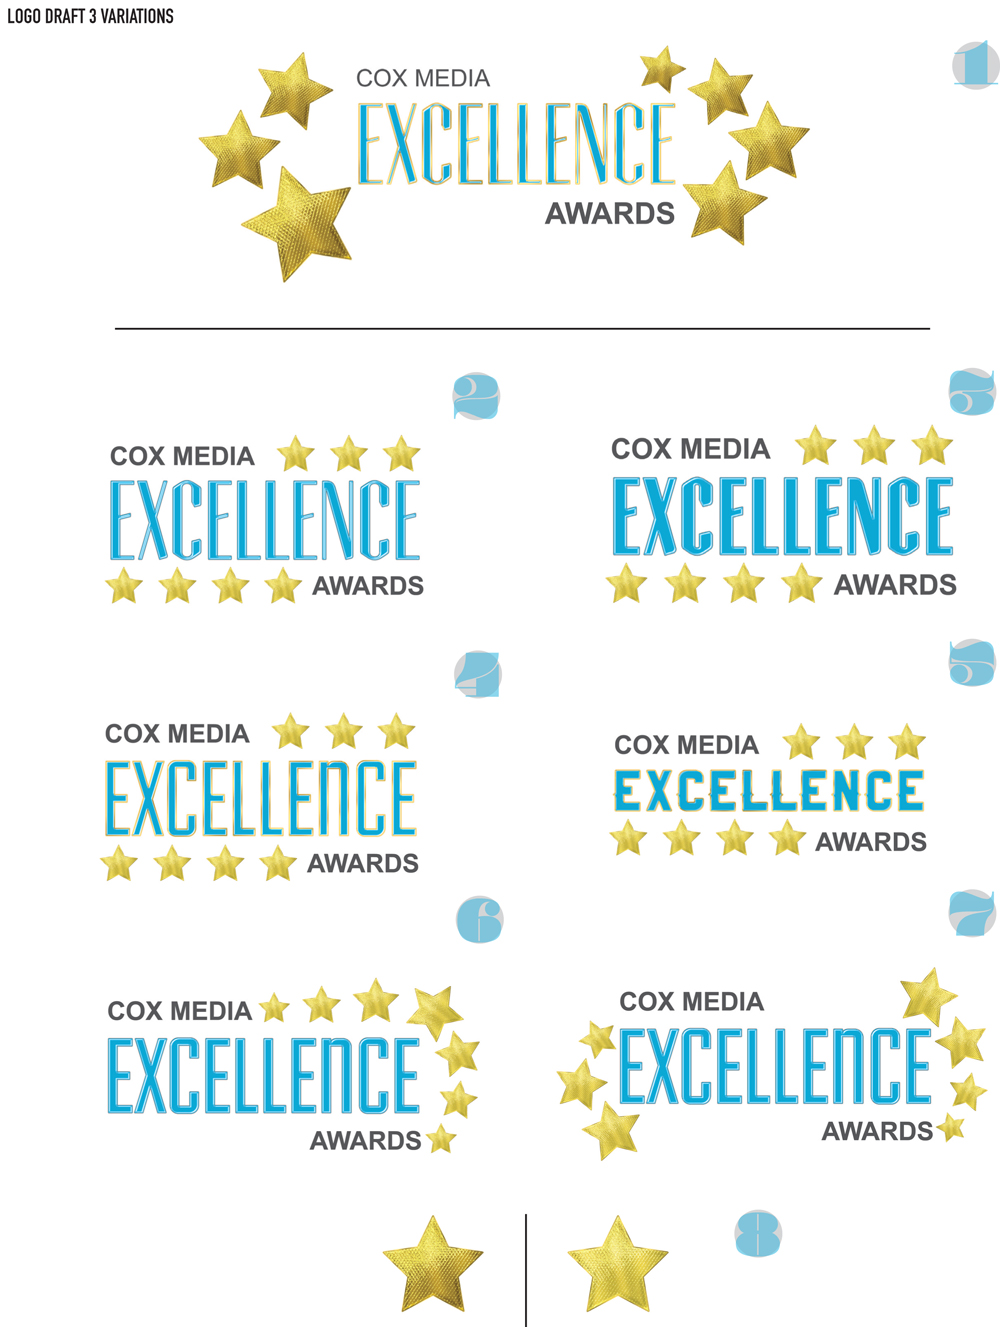 LOGO DRAFT 3 VARIATIONS
1
COX MEDIA
EXCELLENCE
AWARDS
2
COX MEDIA
EXCELLENCE
AWARDS
3
COX MEDIA
EXCELLENCE
AWARDS
4
COX MEDIA
EXCELLEnCE
AWARDS
5
COX MEDIA
EXCELLENCE
AWARDS
6
COX MEDIA
EXCELLEnCE
AWARDS
7
COX MEDIA
EXCELLEnCE
AWARDS
8